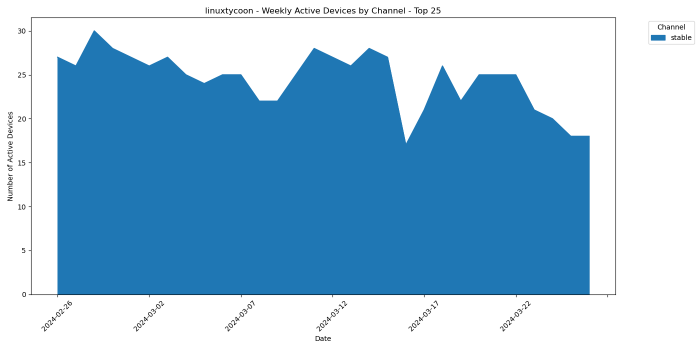 linuxtycoon - Weekly Active Devices by Channel - Top 25
Channel
stable
Number of Active Devices
30
25
20
15
10
5
0
2024-02-26
2024-03-02
2024-03-07
2024-03-12
2024-03-17
2024-03-22
Date